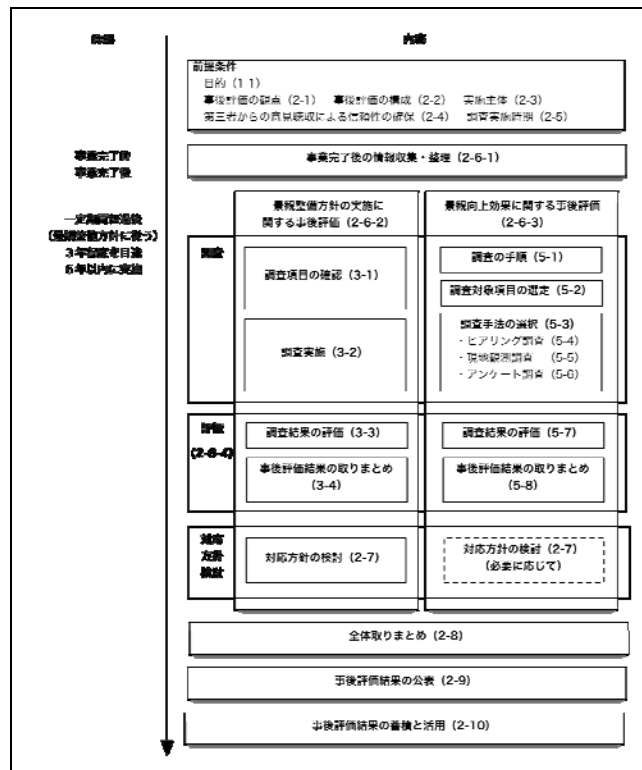 時期
内容
前提条件
目的（1-1）
事後評価の観点（2-1） 事後評価の構成（2-2） 実施主体（2-3）
第三者からの意見聴取による信頼性の確保（2-4） 調査実施時期（2-5）
事業完了前
事業完了後
事業完了後の情報収集・整理（2-6-1）
一定期間経過後
（景観整備方針に従う）
3年程度を目途
5年以内に実施
景観整備方針の実施に
関する事後評価（2-6-2）
景観向上効果に関する事後評価
（2-6-3）
調査
調査項目の確認（3-1）
調査実施（3-2）
調査の手順（5-1）
調査対象項目の選定（5-2）
調査手法の選択（5-3）
・ヒアリング調査（5-4）
・現地観測調査（5-5）
・アンケート調査（5-6）
評価
（2-6-4）
調査結果の評価（3-3）
事後評価結果の取りまとめ
（3-4）
調査結果の評価（5-7）
事後評価結果の取りまとめ
（5-8）
対応
方針
検討
対応方針の検討（2-7）
対応方針の検討（2-7）
（必要に応じて）
全体取りまとめ（2-8）
事後評価結果の公表（2-9）
事後評価結果の蓄積と活用（2-10）